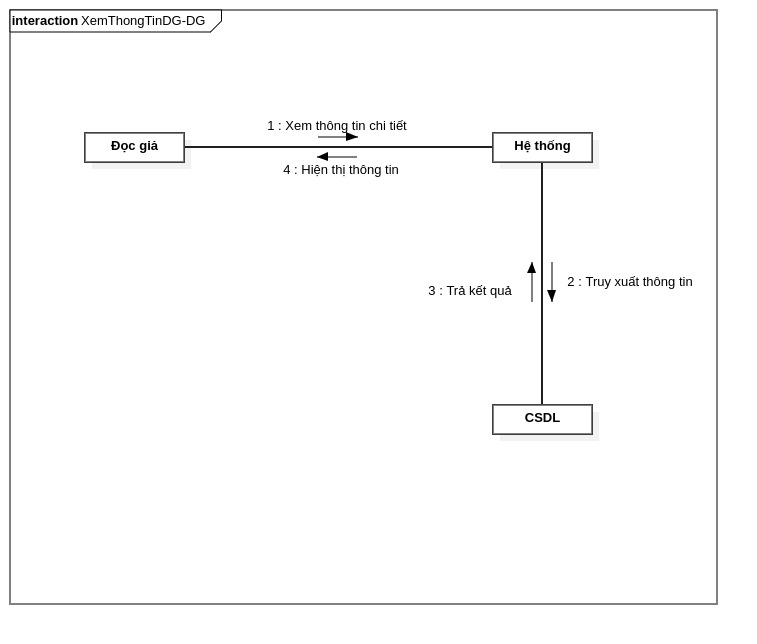 interaction XemThongTinDG-DG
1 : Xem thông tin chi tiết
Đọc giả
Hệ thống
4 : Hiện thị thông tin
3 : Trả kết quả
2 : Truy xuất thông tin
CSDL